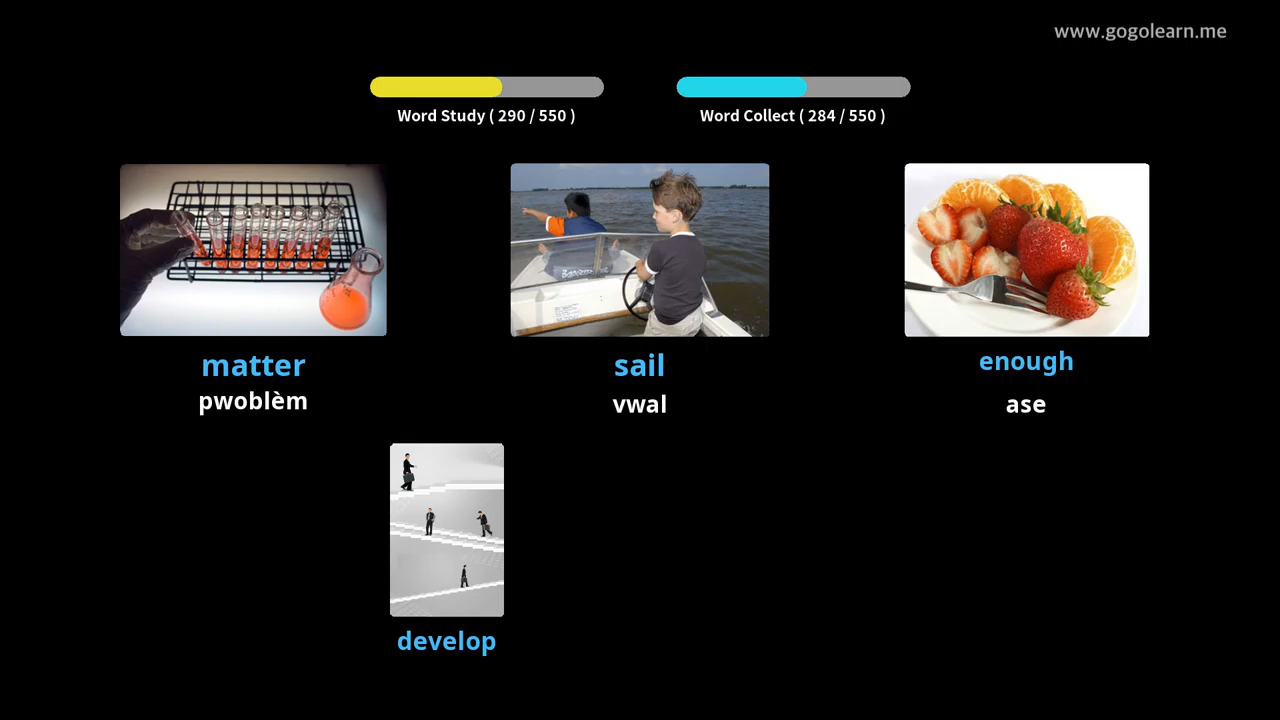 www.gogolearn.me
Word Study ( 290 / 550 )
Word Collect ( 284 / 550 )
matter
pwoblèm
sail
vwal
enough
ase
develop